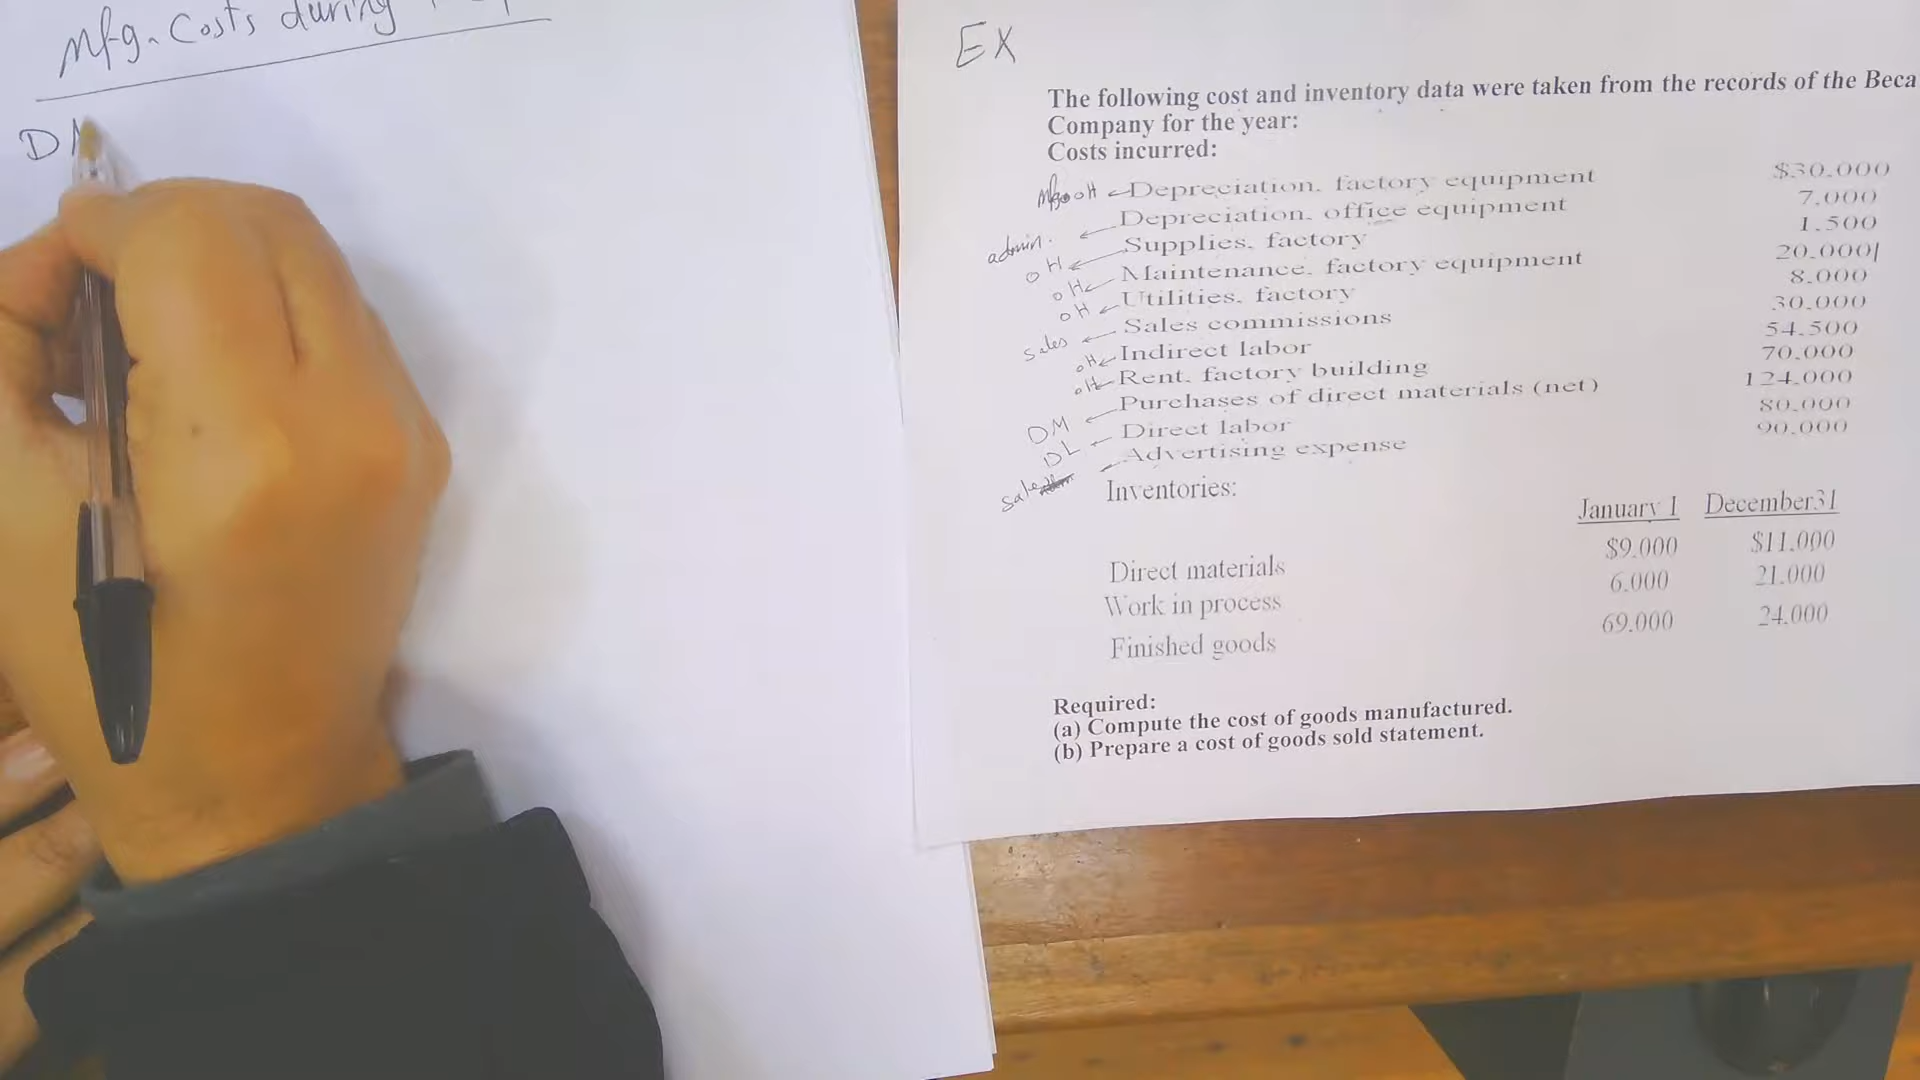 Mfg. Costs during
D
EX
The following cost and inventory data were taken from the records of the Beca
Company for the year:
Costs incurred:
Mfg OH Depreciation. factory equipment $30.000
admin. Depreciation. office equipment 7.000
OH Supplies. factory 1.500
OH Maintenance. factory equipment 20.000
OH Utilities. factory 8.000
Sales Sales commissions 30.000
OH Indirect labor 54.500
OH Rent. factory building 70.000
DM Purchases of direct materials (net) 124.000
DL Direct labor 80.000
Sales Advertising expense 90.000
Inventories:
January 1 December31
Direct materials $9.000 $11.000
Work in process 6.000 21.000
Finished goods 69.000 24.000
Required:
(a) Compute the cost of goods manufactured.
(b) Prepare a cost of goods sold statement.